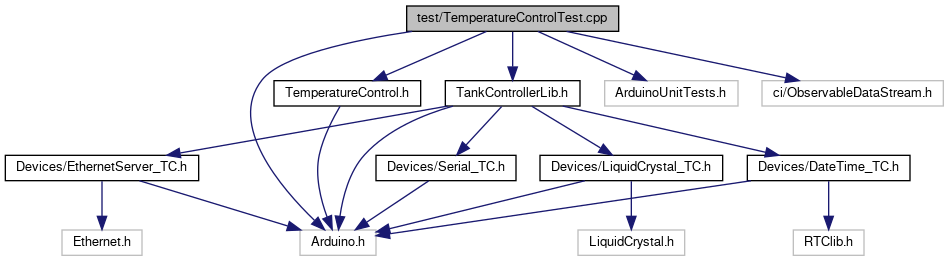 test/TemperatureControlTest.cpp
TemperatureControl.h
TankControllerLib.h
ArduinoUnitTests.h
ci/ObservableDataStream.h
Devices/EthernetServer_TC.h
Devices/Serial_TC.h
Devices/LiquidCrystal_TC.h
Devices/DateTime_TC.h
Ethernet.h
Arduino.h
LiquidCrystal.h
RTClib.h